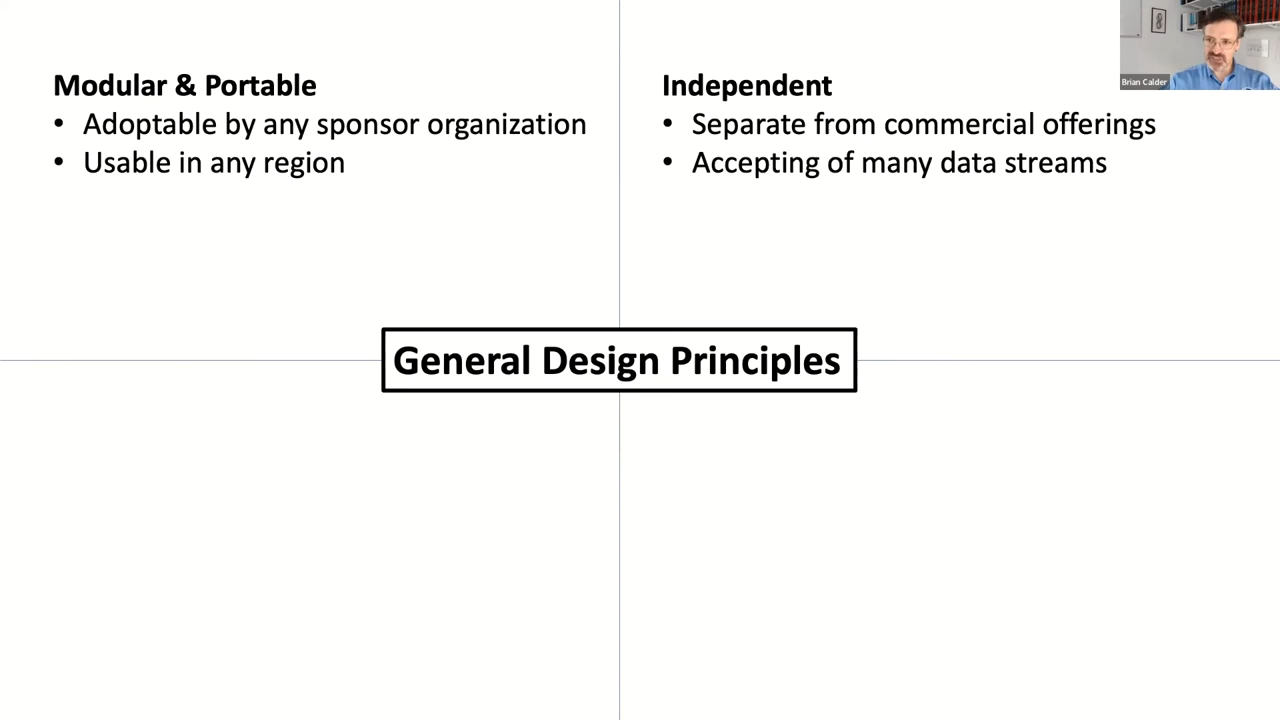 Modular & Portable
• Adoptable by any sponsor organization
• Usable in any region
Independent
• Separate from commercial offerings
• Accepting of many data streams
Brian Calder
General Design Principles